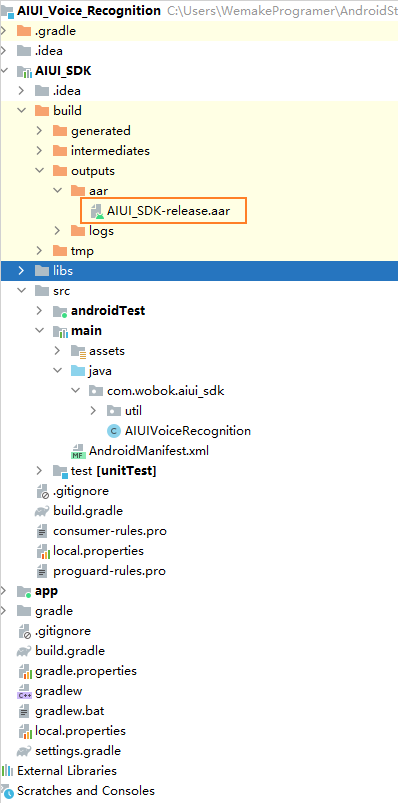 AIUI_Voice_Recognition C:\Users\WemakeProgramer\AndroidSt
.gradle
.idea
AIUI_SDK
.idea
build
generated
intermediates
outputs
aar
AIUI_SDK-release.aar
logs
tmp
libs
src
androidTest
main
assets
java
com.wobok.aiui_sdk
util
C AIUIVoiceRecognition
MF AndroidManifest.xml
test [unitTest]
.gitignore
build.gradle
consumer-rules.pro
local.properties
proguard-rules.pro
app
gradle
.gitignore
build.gradle
gradle.properties
C++ gradlew
gradlew.bat
local.properties
settings.gradle
External Libraries
Scratches and Consoles